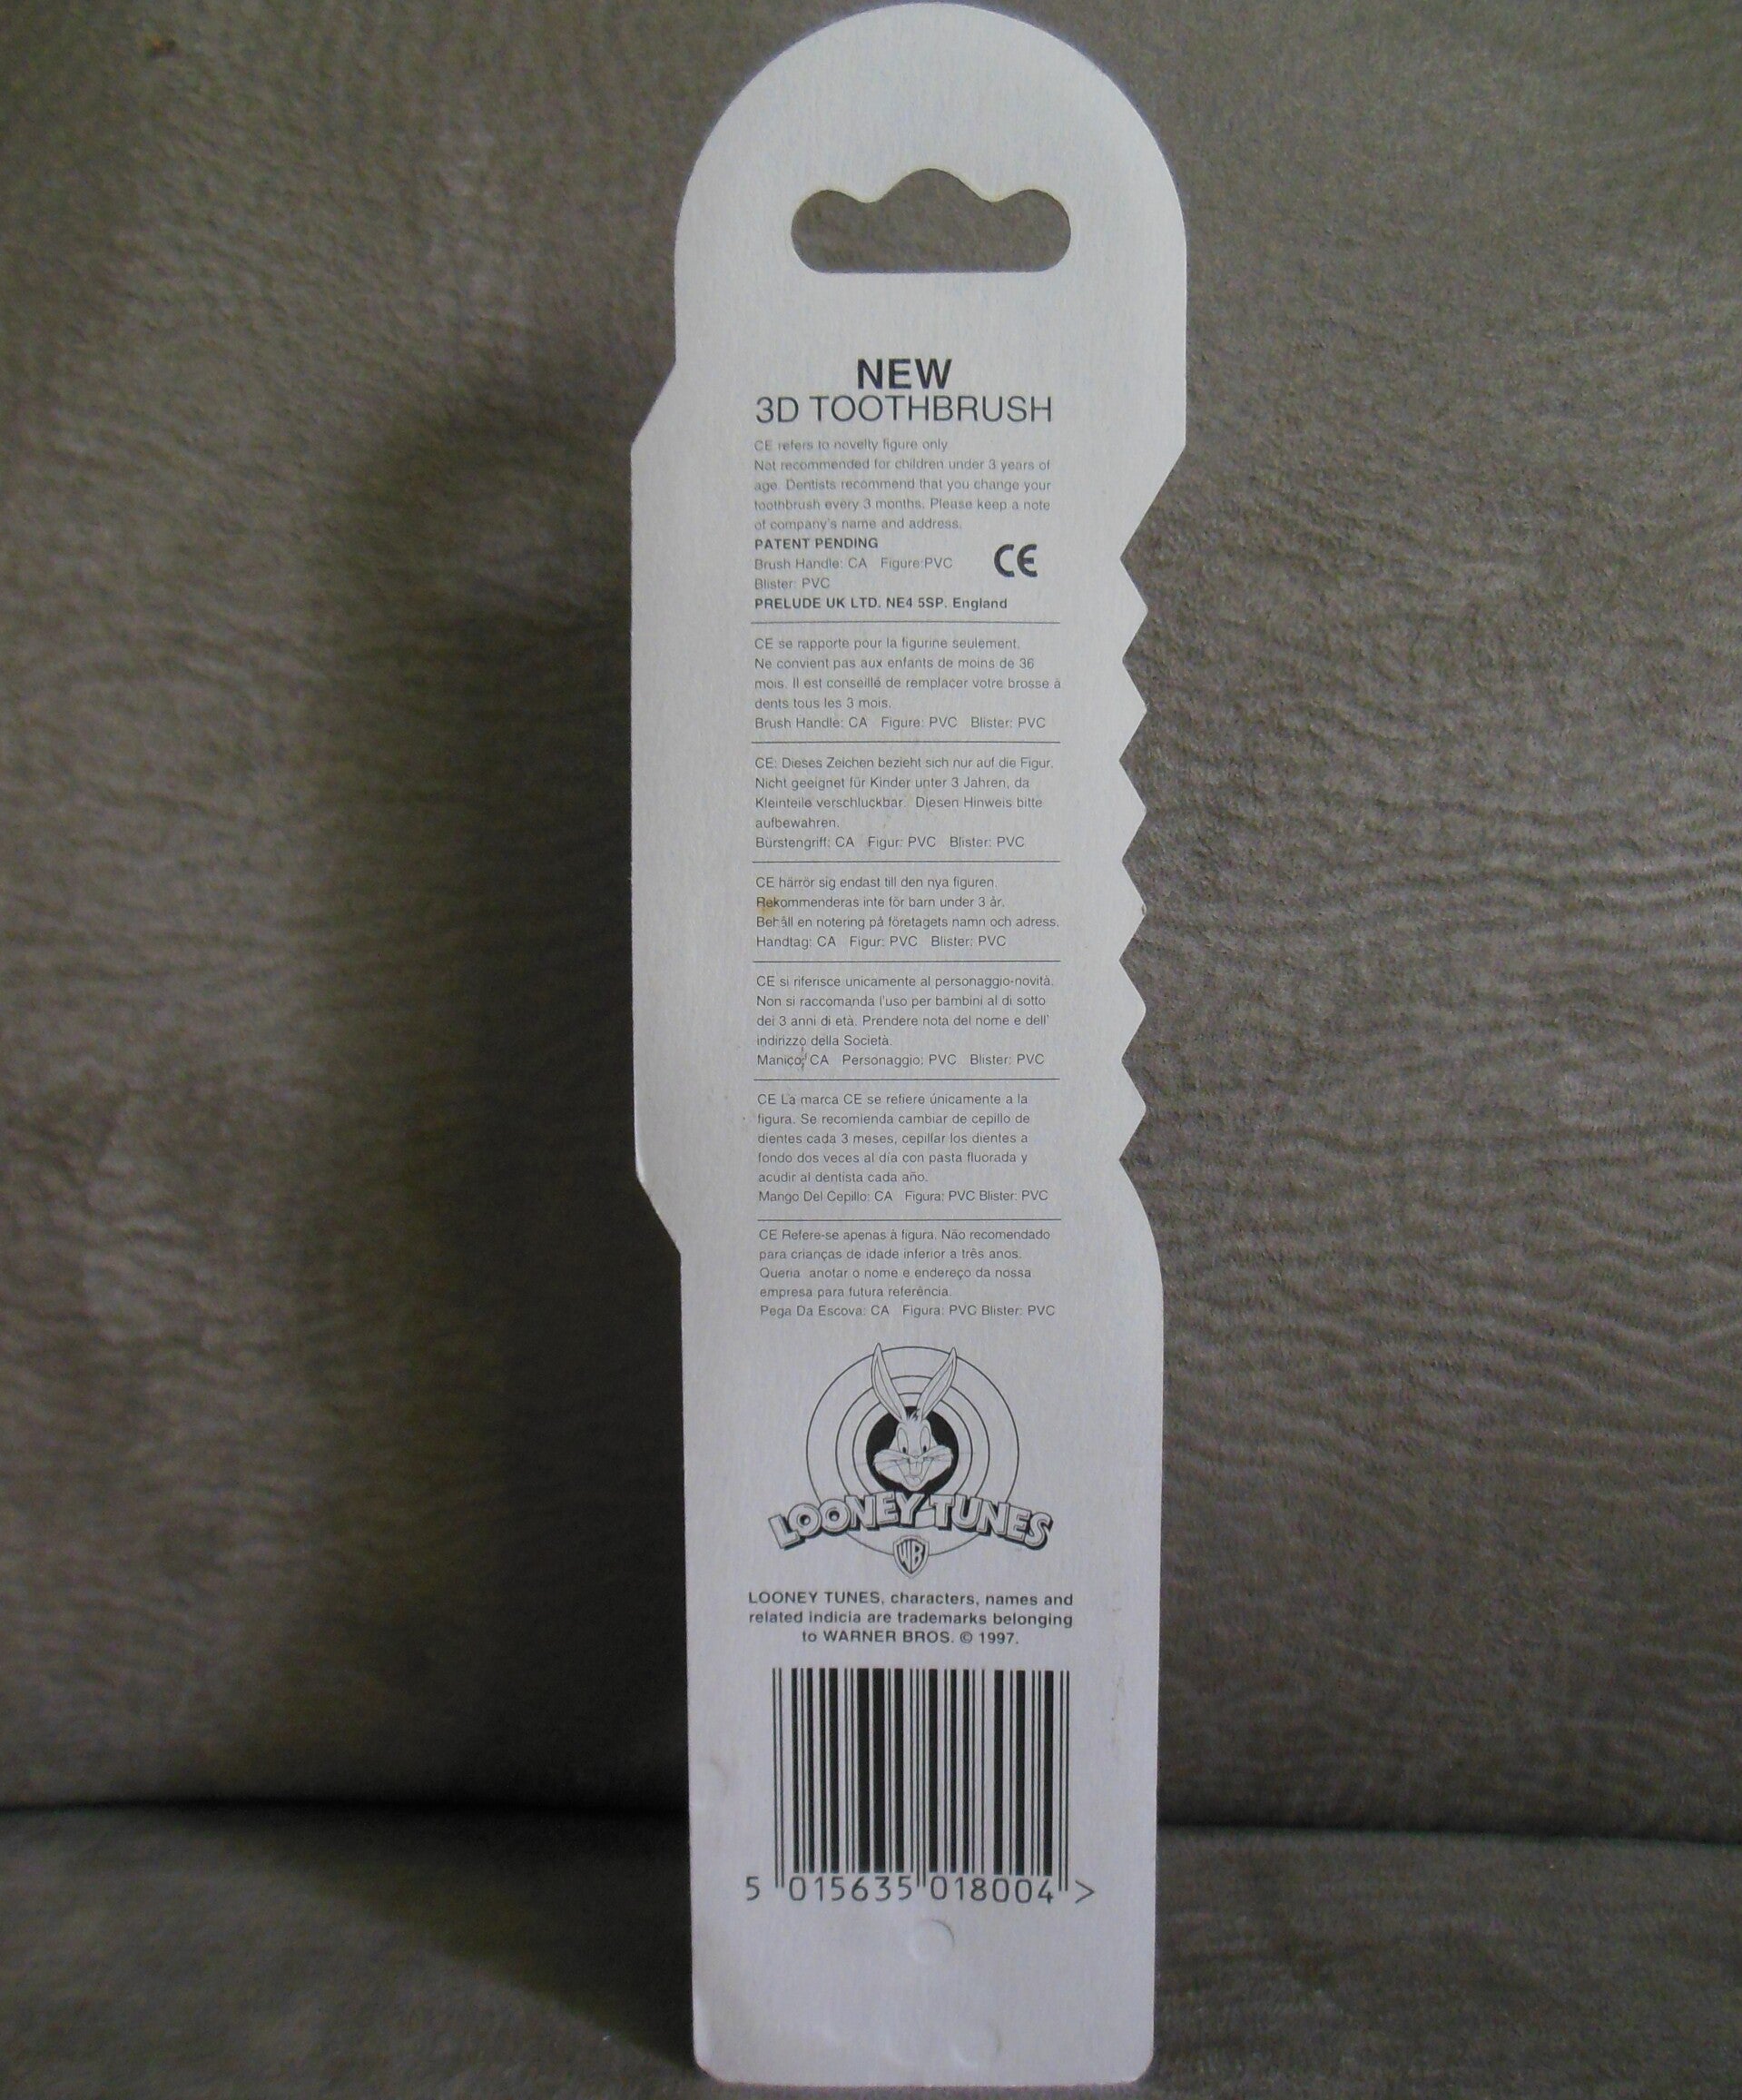 NEW
3D TOOTHBRUSH
CE refers to novelty figure only.
Not recommended for children under 3 years of
age. Dentists recommend that you change your
toothbrush every 3 months. Please keep a note
of company's name and address.
PATENT PENDING
CE
Brush Handle: CA Figure:PVC
Blister: PVC
PRELUDE UK LTD. NE4 5SP. England
CE se rapporte pour la figurine seulement.
Ne convient pas aux enfants de moins de 36
mois. Il est conseillé de remplacer votre brosse à
dents tous les 3 mois.
Brush Handle: CA Figure: PVC Blister: PVC
CE: Dieses Zeichen bezieht sich nur auf die Figur.
Nicht geeignet für Kinder unter 3 Jahren, da
Kleinteile verschluckbar. Diesen Hinweis bitte
aufbewahren.
Bürstengriff: CA Figur: PVC Blister: PVC
CE härrör sig endast till den nya figuren.
Rekommenderas inte för barn under 3 år.
Behåll en notering på företagets namn och adress.
Handtag: CA Figur: PVC Blister: PVC
CE si riferisce unicamente al personaggio-novità.
Non si raccomanda l'uso per bambini al di sotto
dei 3 anni di età. Prendere nota del nome e dell'
indirizzo della Società.
Manico: CA Personaggio: PVC Blister: PVC
CE La marca CE se refiere únicamente a la
figura. Se recomienda cambiar de cepillo de
dientes cada 3 meses, cepillar los dientes a
fondo dos veces al día con pasta fluorada y
acudir al dentista cada año.
Mango Del Cepillo: CA Figura: PVC Blister: PVC
CE Refere-se apenas à figura. Não recomendado
para crianças de idade inferior a três anos.
Queria anotar o nome e endereço da nossa
empresa para futura referência.
Pega Da Escova: CA Figura: PVC Blister: PVC
LOONEY TUNES
WB
LOONEY TUNES, characters, names and
related indicia are trademarks belonging
to WARNER BROS. © 1997.
5 015635 018004 >